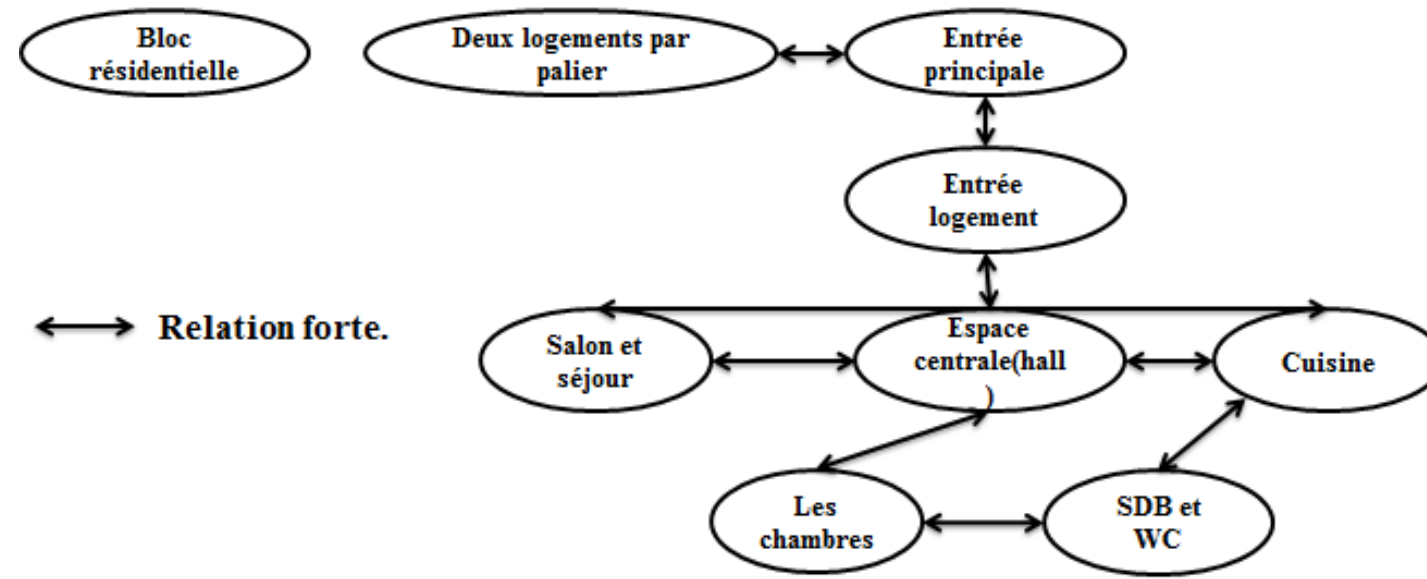 Bloc
résidentielle
Deux logements par
palier
Entrée
principale
Entrée
logement
Relation forte.
Salon et
séjour
Espace
centrale(hall
)
Cuisine
Les
chambres
SDB et
WC